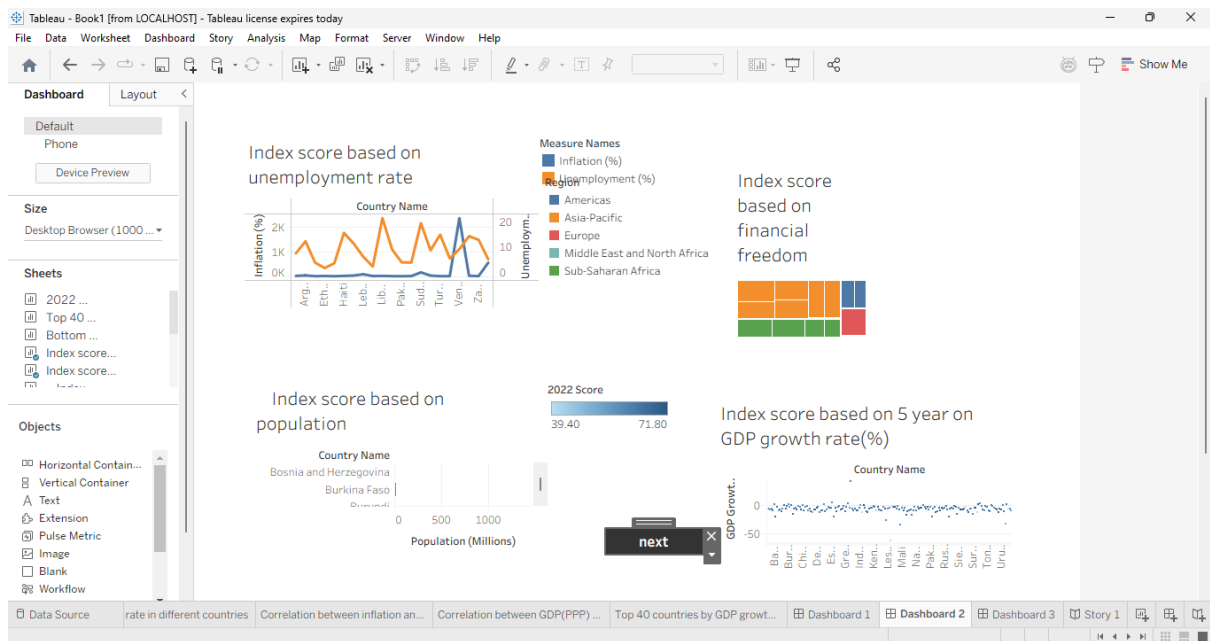 Tableau - Book1 [from LOCALHOST] - Tableau license expires today
File Data Worksheet Dashboard Story Analysis Map Format Server Window Help
Show Me
Dashboard Layout
Default
Phone
Device Preview
Size
Desktop Browser (1000 ...
Sheets
2022 ...
Top 40 ...
Bottom ...
Index score...
Index score...
Objects
Horizontal Contain...
Vertical Container
Text
Extension
Pulse Metric
Image
Blank
Workflow
Index score based on
unemployment rate
Country Name
Inflation (%)
2K
1K
0K
20
10
0
Unemploym..
Arg..
Eth..
Haiti
Leb..
Lib..
Pak..
Sud..
Tur..
Ven..
Za..
Measure Names
Inflation (%)
Unemployment (%)
Region
Americas
Asia-Pacific
Europe
Middle East and North Africa
Sub-Saharan Africa
Index score
based on
financial
freedom
Index score based on
population
Country Name
Bosnia and Herzegovina
Burkina Faso
Burundi
0 500 1000
Population (Millions)
2022 Score
39.40 71.80
next
Index score based on 5 year on
GDP growth rate(%)
Country Name
GDP Growt..
0
-50
Ba..
Bur..
Chi..
De..
Es..
Gre..
Ind..
Ken..
Les..
Mali
Na..
Pak..
Rus..
Sie..
Sur..
Ton..
Uru..
Data Source rate in different countries Correlation between inflation an... Correlation between GDP(PPP) ... Top 40 countries by GDP growt... Dashboard 1 Dashboard 2 Dashboard 3 Story 1